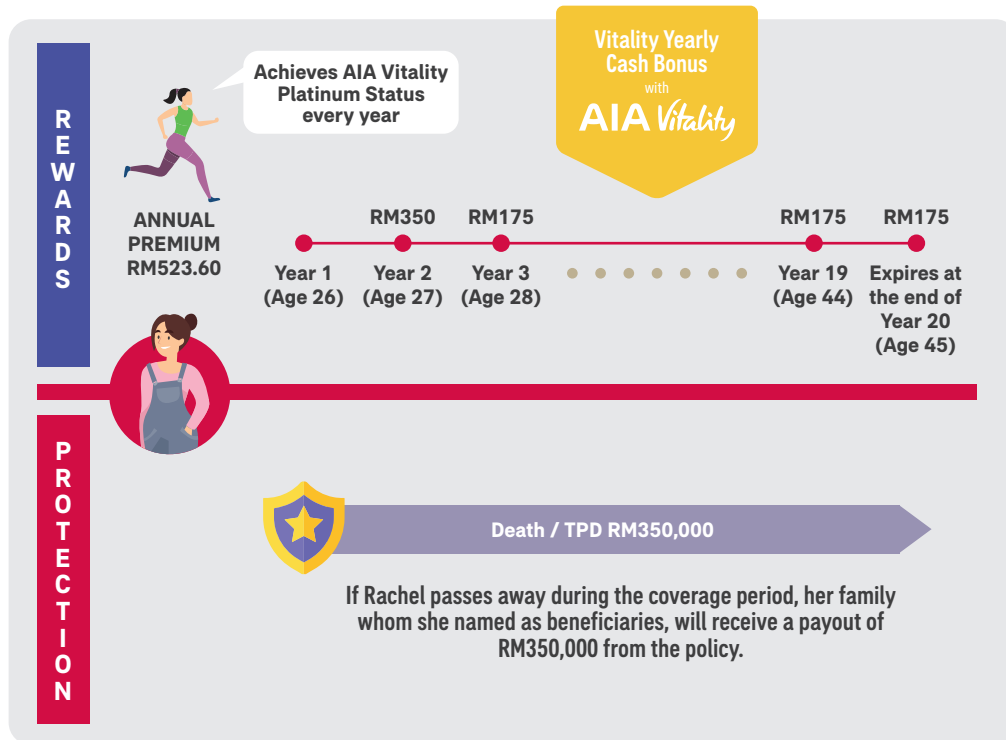 REWARDS
Achieves AIA Vitality
Platinum Status
every year
Vitality Yearly
Cash Bonus
with
AIA Vitality
ANNUAL
PREMIUM
RM523.60
RM350
RM175
RM175
RM175
Year 1
(Age 26)
Year 2
(Age 27)
Year 3
(Age 28)
Year 19
(Age 44)
Expires at
the end of
Year 20
(Age 45)
PROTECTION
Death / TPD RM350,000
If Rachel passes away during the coverage period, her family
whom she named as beneficiaries, will receive a payout of
RM350,000 from the policy.